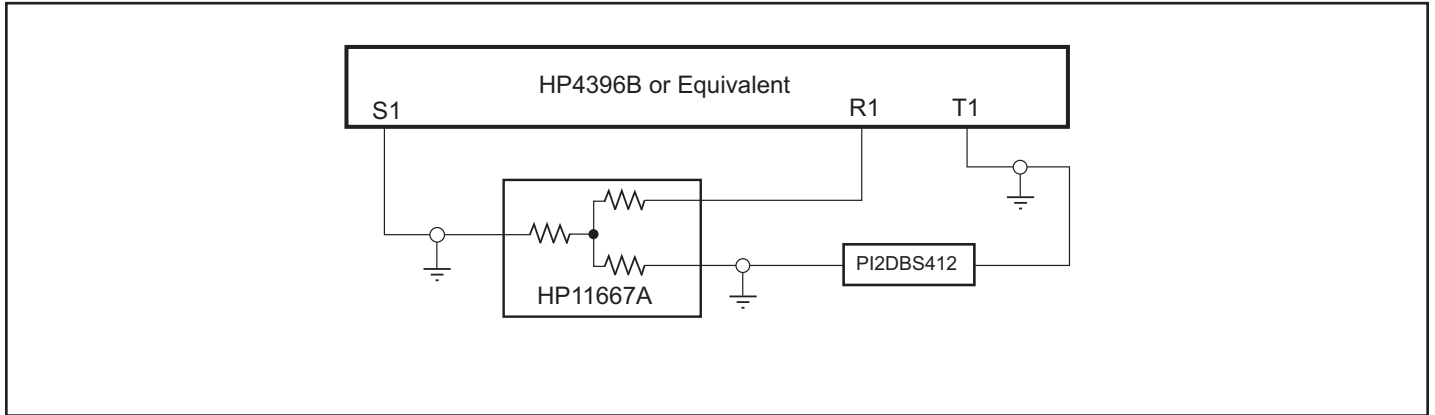 HP4396B or Equivalent
S1
R1
T1
PI2DBS412
HP11667A